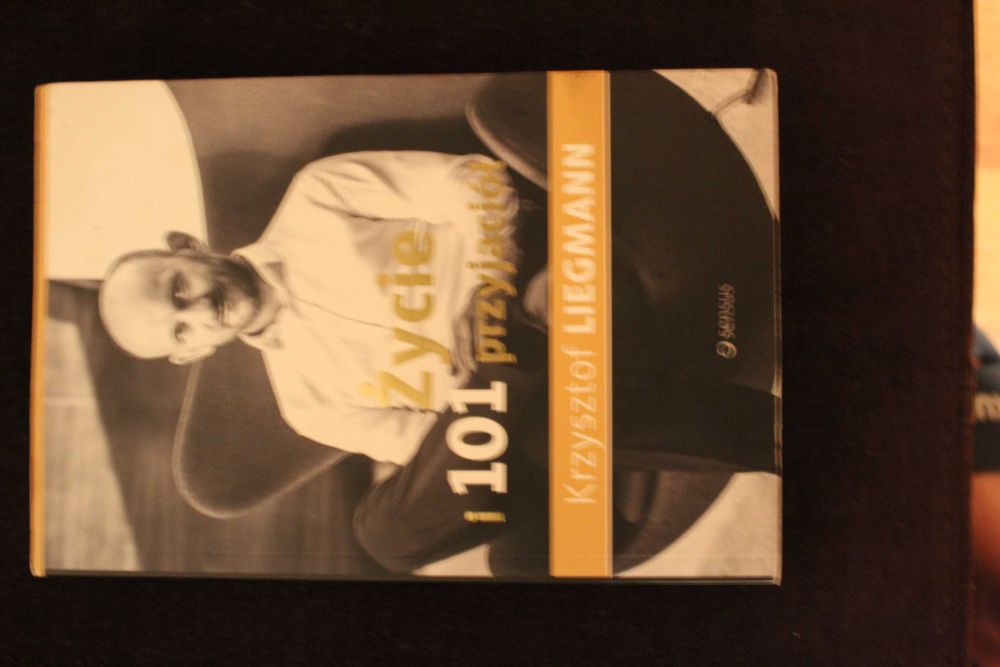 Życie
i 101 przyjaciół
Krzysztof LIEGMANN
sensus